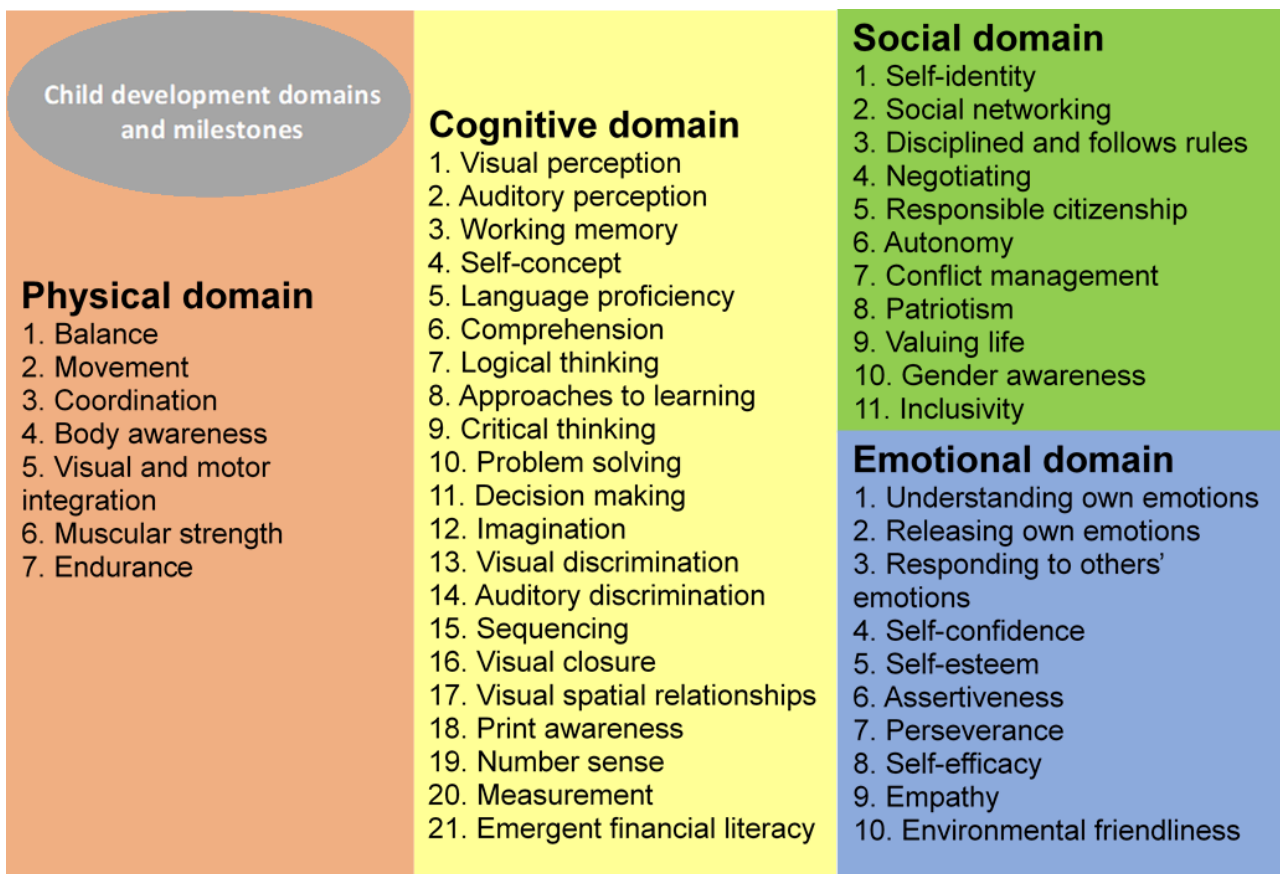 Child development domains
and milestones
Physical domain
1. Balance
2. Movement
3. Coordination
4. Body awareness
5. Visual and motor
integration
6. Muscular strength
7. Endurance
Cognitive domain
1. Visual perception
2. Auditory perception
3. Working memory
4. Self-concept
5. Language proficiency
6. Comprehension
7. Logical thinking
8. Approaches to learning
9. Critical thinking
10. Problem solving
11. Decision making
12. Imagination
13. Visual discrimination
14. Auditory discrimination
15. Sequencing
16. Visual closure
17. Visual spatial relationships
18. Print awareness
19. Number sense
20. Measurement
21. Emergent financial literacy
Social domain
1. Self-identity
2. Social networking
3. Disciplined and follows rules
4. Negotiating
5. Responsible citizenship
6. Autonomy
7. Conflict management
8. Patriotism
9. Valuing life
10. Gender awareness
11. Inclusivity
Emotional domain
1. Understanding own emotions
2. Releasing own emotions
3. Responding to others’
emotions
4. Self-confidence
5. Self-esteem
6. Assertiveness
7. Perseverance
8. Self-efficacy
9. Empathy
10. Environmental friendliness